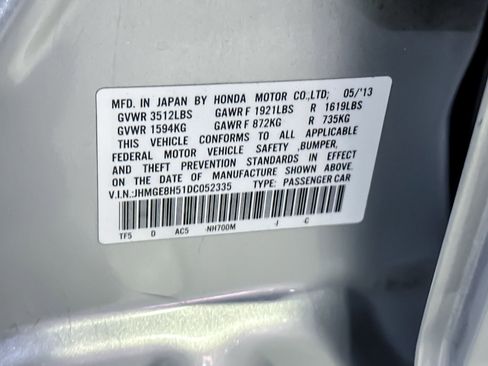 MFD. IN JAPAN BY HONDA MOTOR CO.,LTD; 05/'13
GVWR 3512LBS GAWR F 1921LBS R 1619LBS
GVWR 1594KG GAWR F 872KG R 735KG
THIS VEHICLE CONFORMS TO ALL APPLICABLE
FEDERAL MOTOR VEHICLE SAFETY ,BUMPER,
AND THEFT PREVENTION STANDARDS IN EFFECT
ON THE DATE OF MANUFACTURE SHOWN ABOVE.
V.I.N.:JHMGE8H51DC052335 TYPE: PASSENGER CAR
TF5 D AC5 -NH700M -I -C